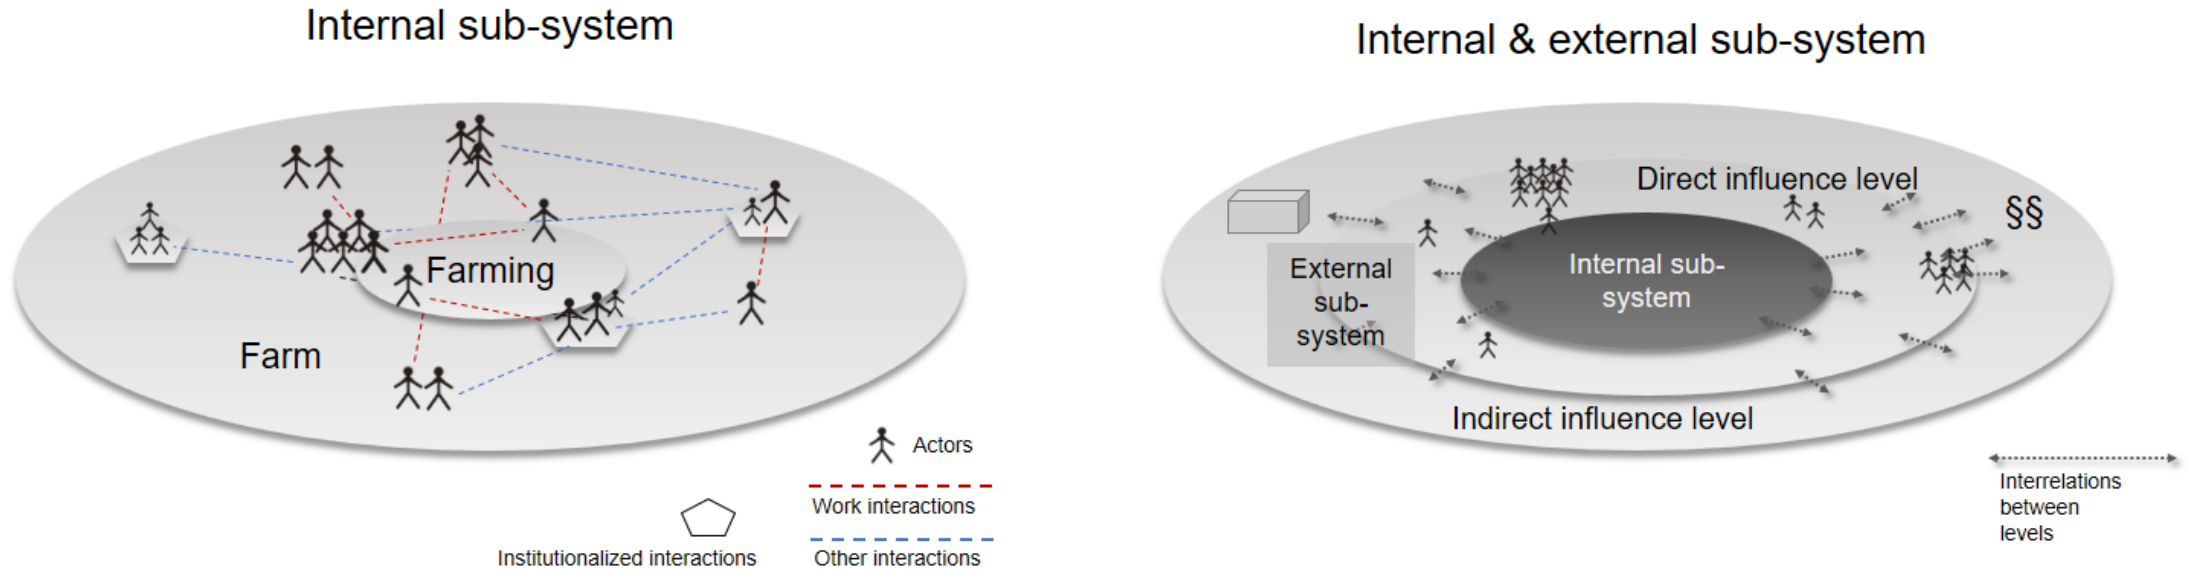 Internal sub-system
Farming
Farm
Actors
Work interactions
Institutionalized interactions
Other interactions
Internal & external sub-system
Direct influence level
§§
External
sub-
system
Internal sub-
system
Indirect influence level
Interrelations
between
levels